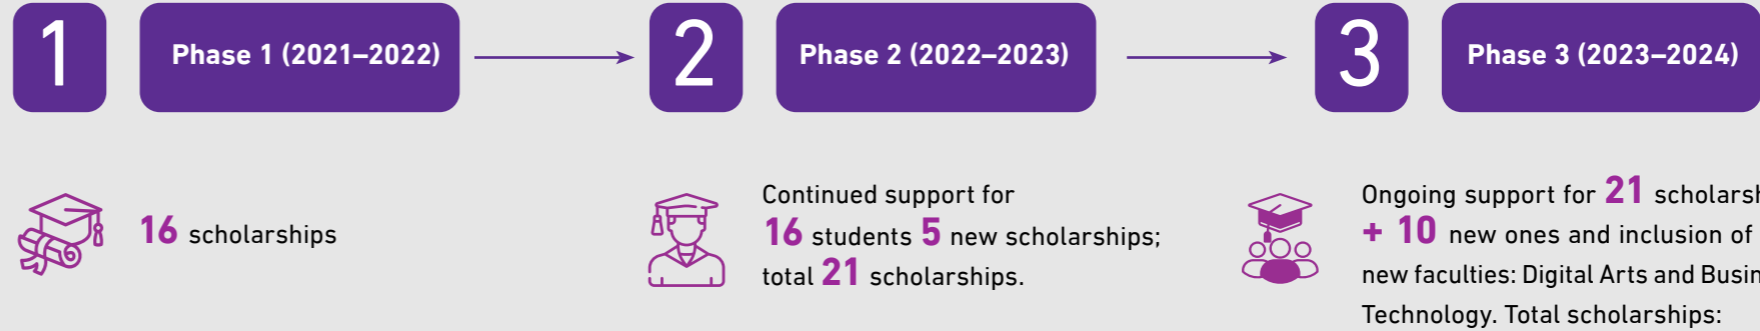 1
Phase 1 (2021–2022)
2
Phase 2 (2022–2023)
3
Phase 3 (2023–2024)
16 scholarships
Continued support for
16 students 5 new scholarships;
total 21 scholarships.
Ongoing support for 21
+ 10 new ones and inclusion of
new faculties: Digital Arts and
Technology. Total scholarships: